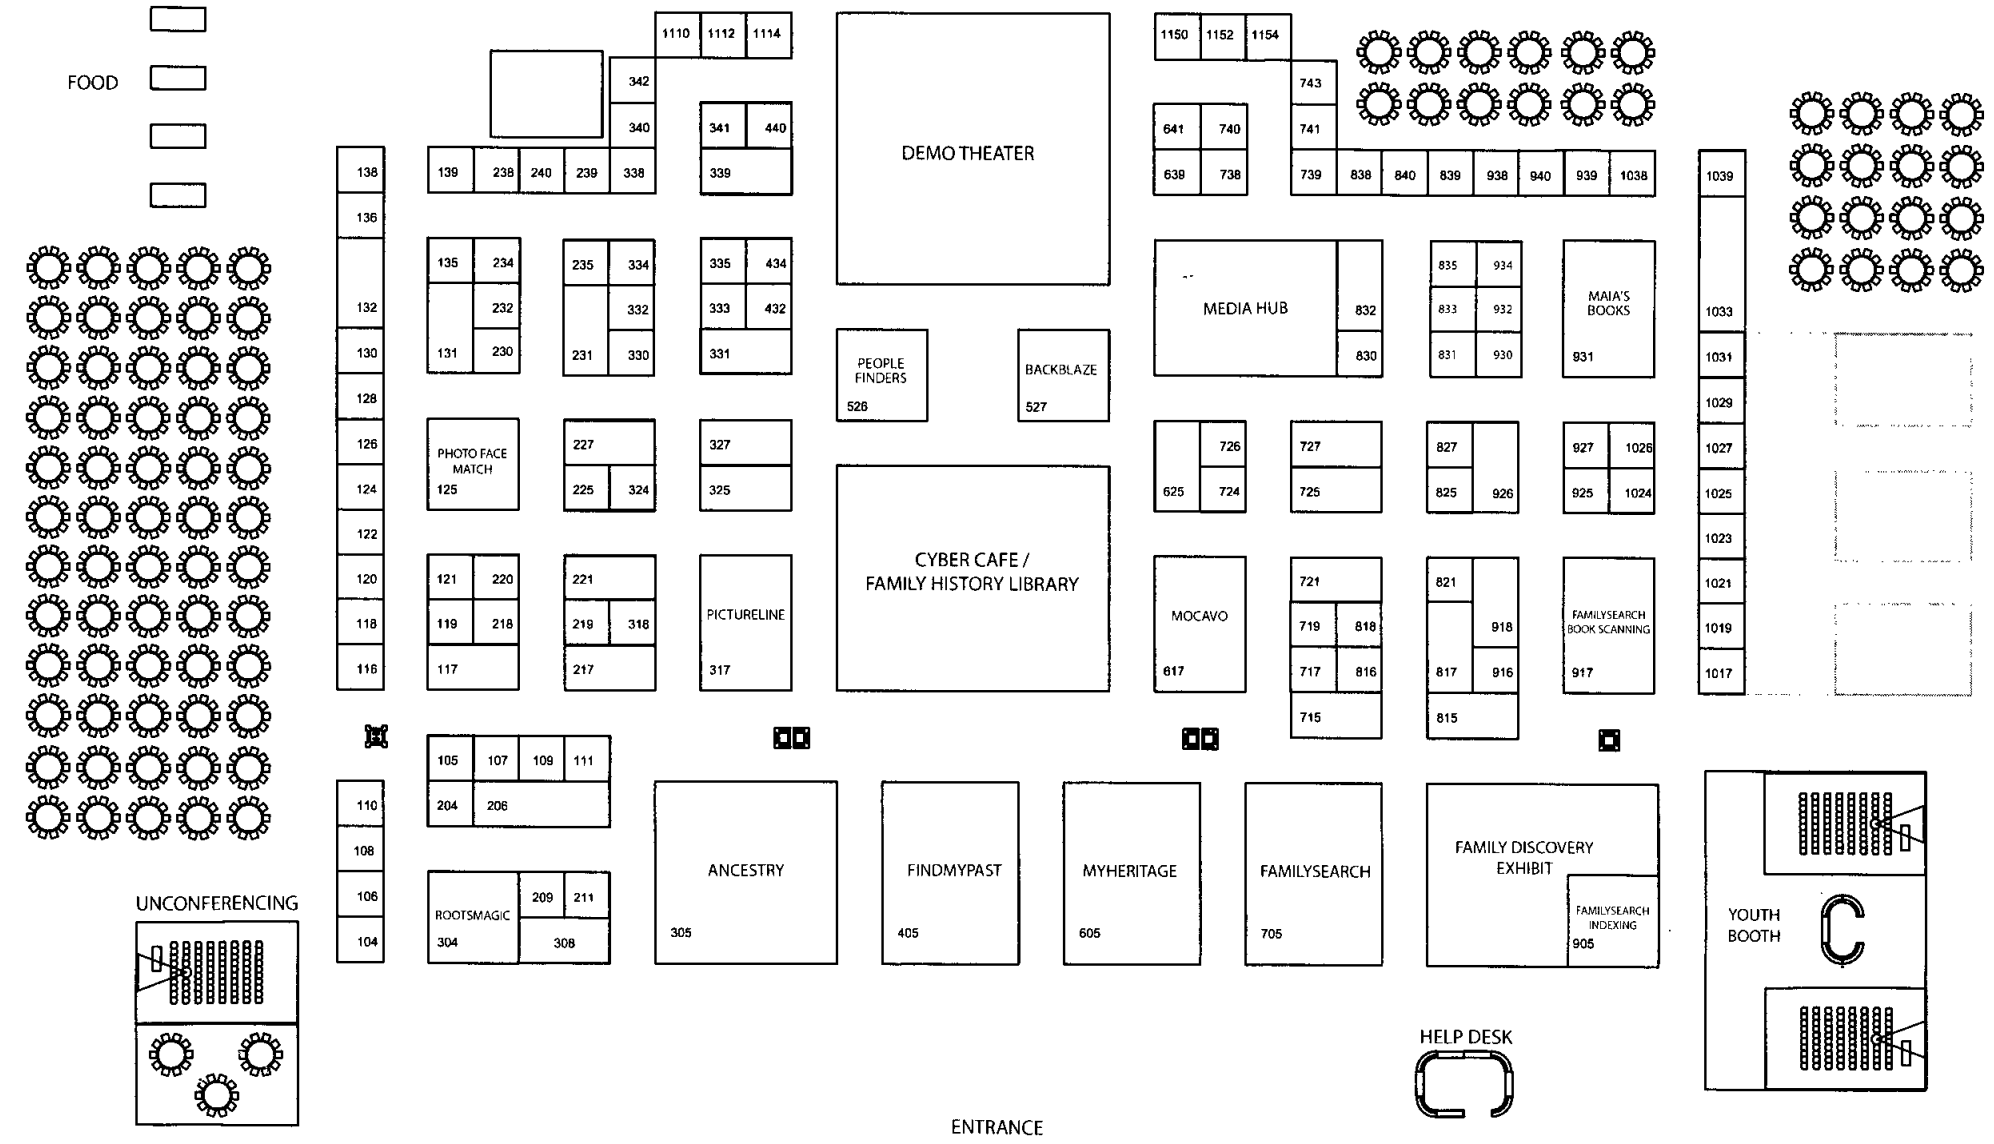 1110 1112 1114
1150 1152 1154
FOOD
342
743
340
341 440
DEMO THEATER
641 740
741
138
139 238 240 239 338
339
639 738
739 838 840 839 938 940 939 1038
1039
136
135 234
235 334
335 434
835 934
132
232
332
333 432
MEDIA HUB
832
833 932
MAIA'S
BOOKS
1033
130
131 230
231 330
331
PEOPLE
FINDERS
526
BACKBLAZE
527
830
831 930
931
1031
128
1029
126
PHOTO FACE
MATCH
125
227
327
726
727
827
927 1026
1027
124
225 324
325
625 724
725
825 926
925 1024
1025
122
1023
CYBER CAFE /
FAMILY HISTORY LIBRARY
120
121 220
221
721
821
1021
118
119 218
219 318
PICTURELINE
317
MOCAVO
617
719 818
918
FAMILYSEARCH
BOOK SCANNING
917
1019
116
117
217
717 816
817 916
1017
715
815
105 107 109 111
110
204 206
108
ANCESTRY
305
FINDMYPAST
405
MYHERITAGE
605
FAMILYSEARCH
705
FAMILY DISCOVERY
EXHIBIT
106
ROOTSMAGIC
304
209 211
308
104
FAMILYSEARCH
INDEXING
905
UNCONFERENCING
YOUTH
BOOTH
HELP DESK
ENTRANCE